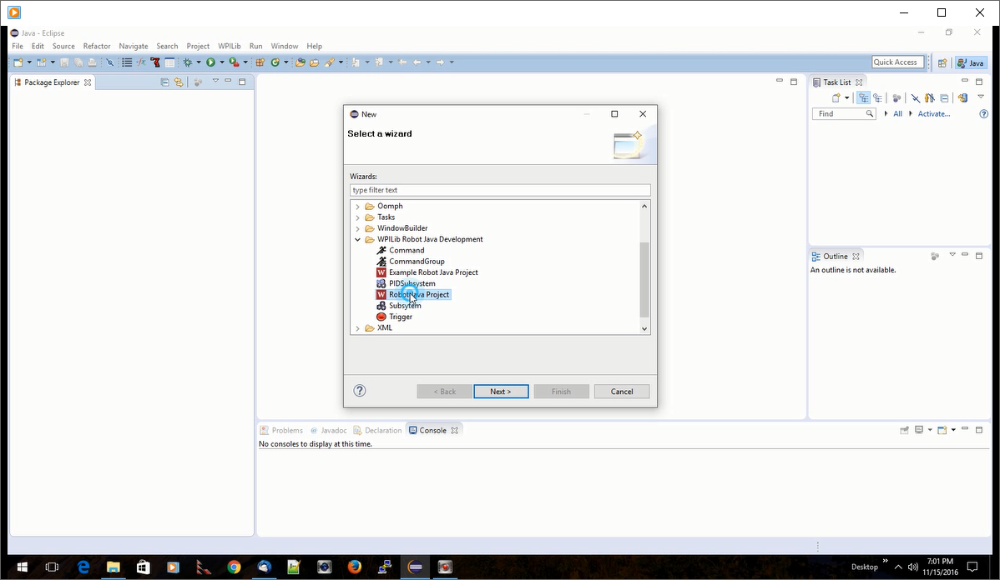 Java - Eclipse
File Edit Source Refactor Navigate Search Project WPILib Run Window Help
Quick Access
Java
Package Explorer
Task List
Find
All
Activate...
New
Select a wizard
Wizards:
type filter text
Oomph
Tasks
WindowBuilder
WPILib Robot Java Development
Command
CommandGroup
W Example Robot Java Project
PIDSubsystem
W Robot Java Project
Subsytem
Trigger
XML
?
< Back
Next >
Finish
Cancel
Outline
An outline is not available.
Problems @ Javadoc Declaration Console
No consoles to display at this time.
Desktop
7:01 PM
11/15/2016